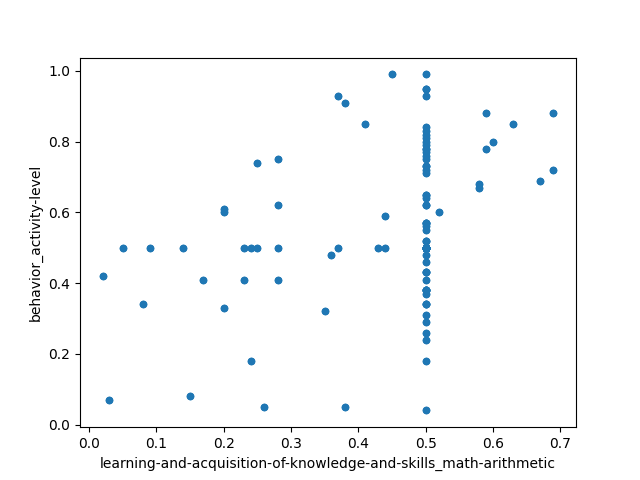 1.0
0.8
0.6
0.4
0.2
0.0
behavior_activity-level
0.0 0.1 0.2 0.3 0.4 0.5 0.6 0.7
learning-and-acquisition-of-knowledge-and-skills_math-arithmetic